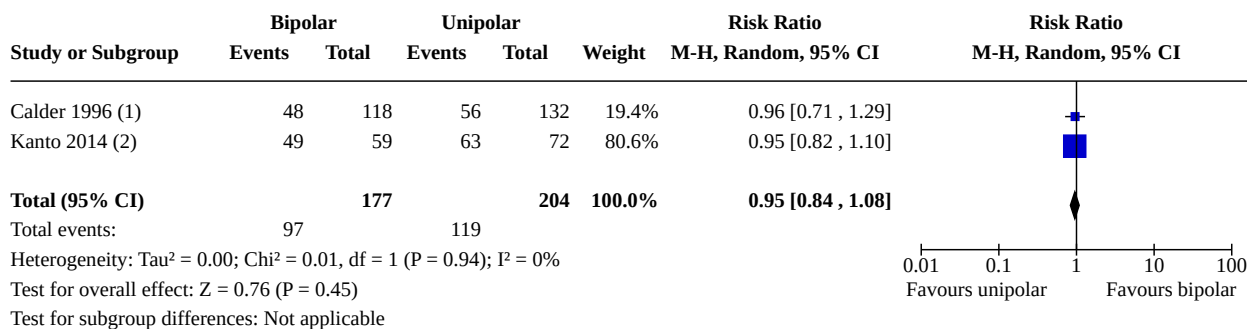 Bipolar Unipolar Risk Ratio Risk Ratio
Study or Subgroup Events Total Events Total Weight M-H, Random, 95% CI M-H, Random, 95% CI
Calder 1996 (1) 48 118 56 132 19.4% 0.96 [0.71 , 1.29]
Kanto 2014 (2) 49 59 63 72 80.6% 0.95 [0.82 , 1.10]
Total (95% CI) 177 204 100.0% 0.95 [0.84 , 1.08]
Total events: 97 119
Heterogeneity: Tau² = 0.00; Chi² = 0.01, df = 1 (P = 0.94); I² = 0%
0.01 0.1 1 10 100
Test for overall effect: Z = 0.76 (P = 0.45)
Favours unipolar Favours bipolar
Test for subgroup differences: Not applicable